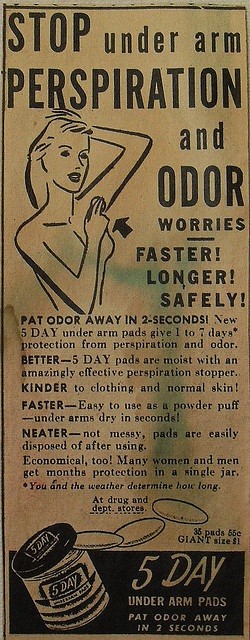 STOP under arm
PERSPIRATION
and
ODOR
WORRIES
FASTER!
LONGER!
SAFELY!
PAT ODOR AWAY IN 2-SECONDS! New
5 DAY under arm pads give 1 to 7 days*
protection from perspiration and odor.
BETTER—5 DAY pads are moist with an
amazingly effective perspiration stopper.
KINDER to clothing and normal skin!
FASTER—Easy to use as a powder puff
—under arms dry in seconds!
NEATER—not messy, pads are easily
disposed of after using.
Economical, too! Many women and men
get months protection in a single jar.
*You and the weather determine how long.
At drug and
dept. stores.
35 pads 55c
GIANT size $1
5 DAY
5 DAY
5 DAY
UNDER ARM PADS
PAT ODOR AWAY
IN 2 SECONDS